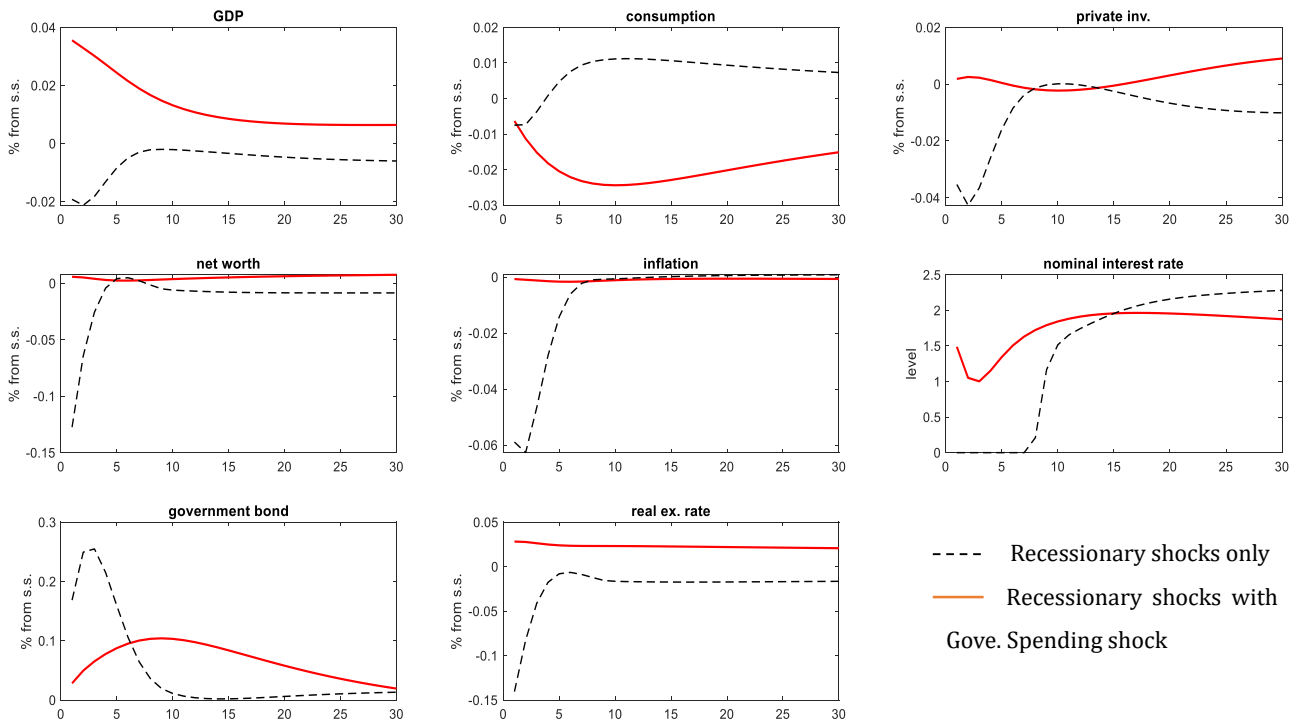 GDP
% from s.s.
0.04
0.02
0
-0.02
0 5 10 15 20 25 30
consumption
% from s.s.
0.02
0.01
0
-0.01
-0.02
-0.03
0 5 10 15 20 25 30
private inv.
% from s.s.
0.02
0
-0.02
-0.04
0 5 10 15 20 25 30
net worth
% from s.s.
0
-0.05
-0.1
-0.15
0 5 10 15 20 25 30
inflation
% from s.s.
0
-0.02
-0.04
-0.06
0 5 10 15 20 25 30
nominal interest rate
level
2.5
2
1.5
1
0.5
0
0 5 10 15 20 25 30
government bond
% from s.s.
0.3
0.2
0.1
0
0 5 10 15 20 25 30
real ex. rate
% from s.s.
0.05
0
-0.05
-0.1
-0.15
0 5 10 15 20 25 30
Recessionary shocks only
Recessionary shocks with
Gove. Spending shock